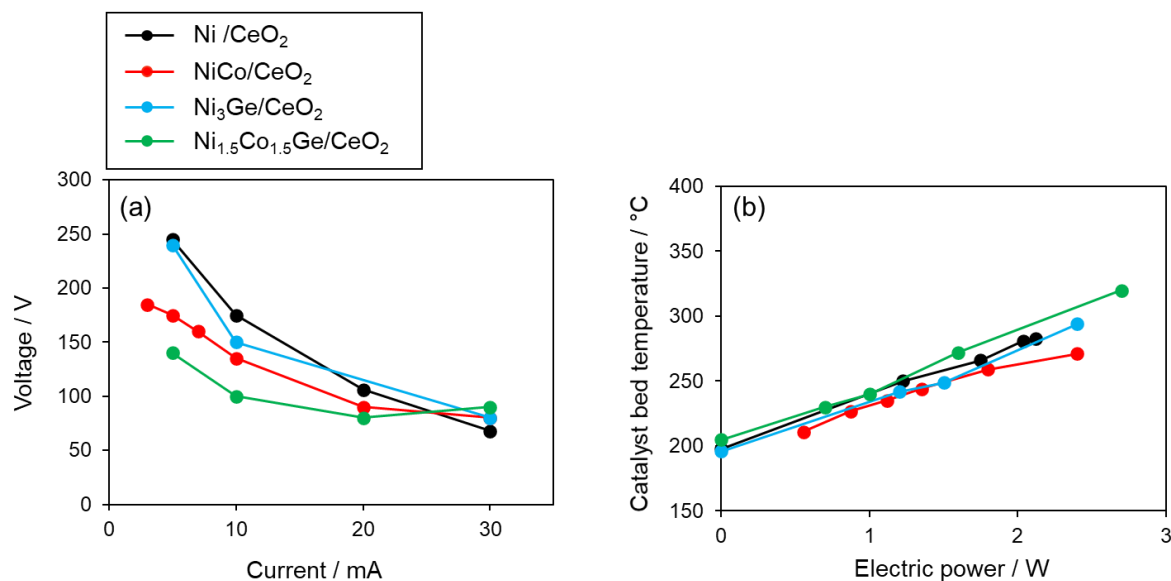 Ni /CeO₂
NiCo/CeO₂
Ni₃Ge/CeO₂
Ni₁.₅Co₁.₅Ge/CeO₂
(a)
Voltage / V
300
250
200
150
100
50
0
0
10
20
30
Current / mA
(b)
Catalyst bed temperature / °C
400
350
300
250
200
150
0
1
2
3
Electric power / W